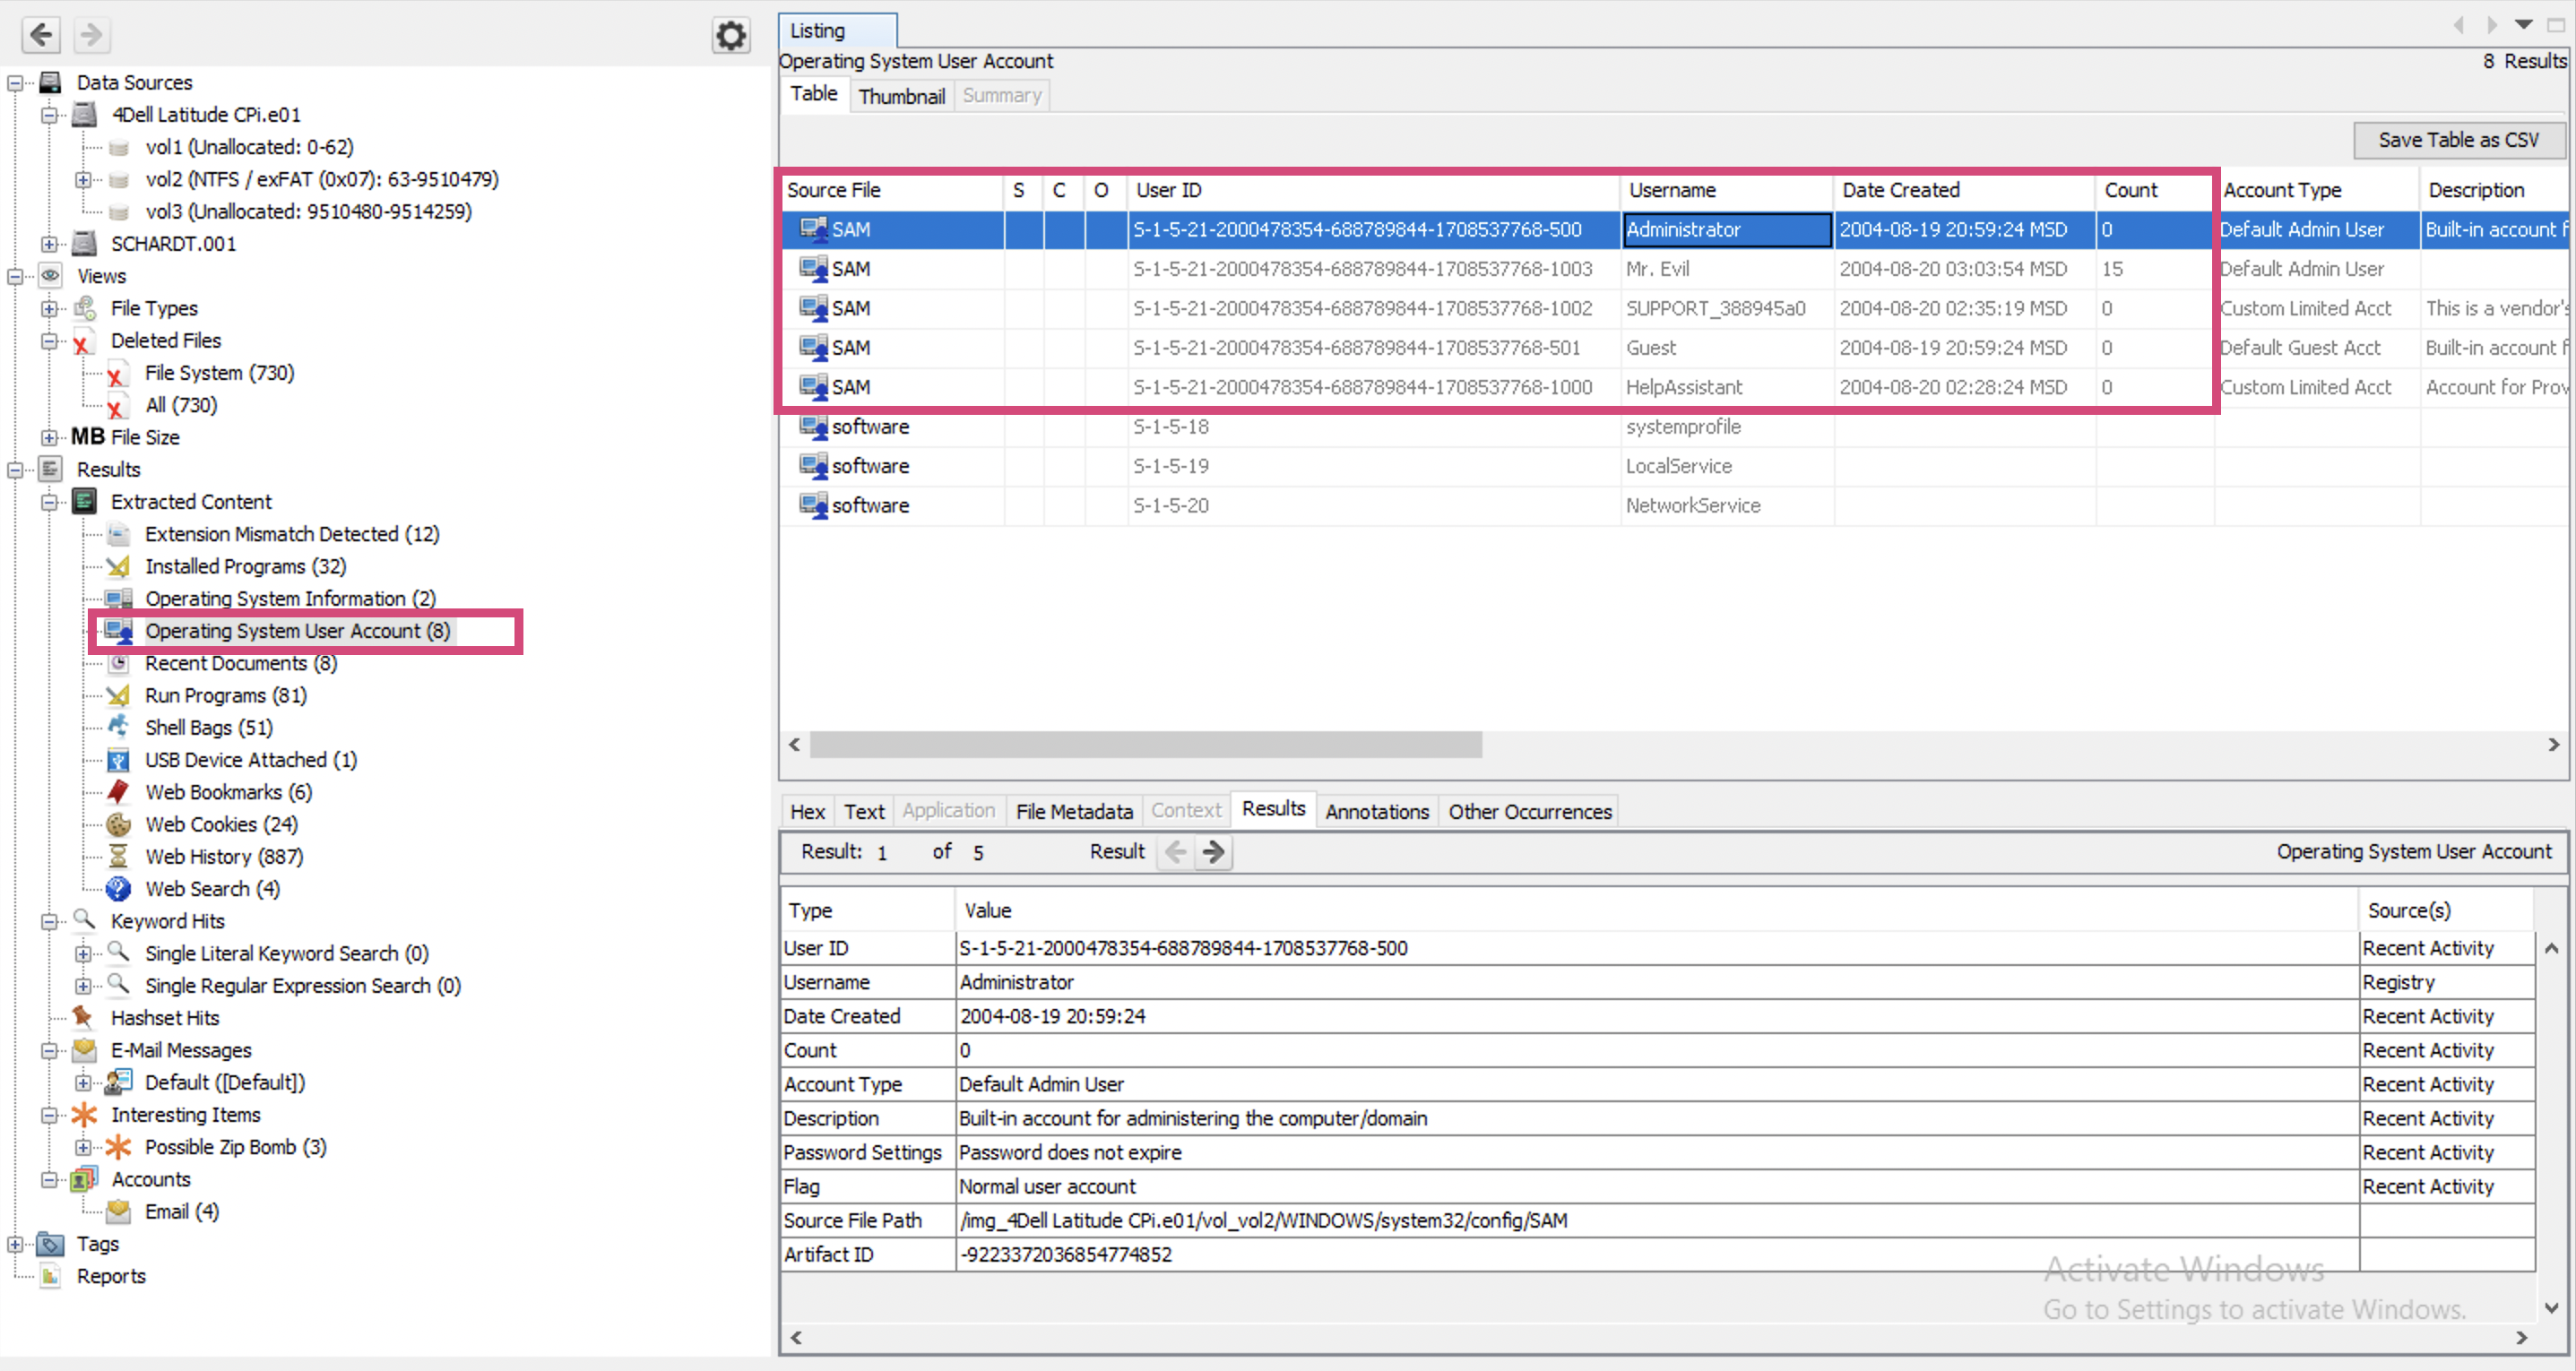 Data Sources
4Dell Latitude CPi.e01
vol1 (Unallocated: 0-62)
vol2 (NTFS / exFAT (0x07): 63-9510479)
vol3 (Unallocated: 9510480-9514259)
SCHARDT.001
Views
File Types
Deleted Files
File System (730)
All (730)
MB File Size
Results
Extracted Content
Extension Mismatch Detected (12)
Installed Programs (32)
Operating System Information (2)
Operating System User Account (8)
Recent Documents (8)
Run Programs (81)
Shell Bags (51)
USB Device Attached (1)
Web Bookmarks (6)
Web Cookies (24)
Web History (887)
Web Search (4)
Keyword Hits
Single Literal Keyword Search (0)
Single Regular Expression Search (0)
Hashset Hits
E-Mail Messages
Default ([Default])
Interesting Items
Possible Zip Bomb (3)
Accounts
Email (4)
Tags
Reports
Listing
Operating System User Account 8 Results
Table Thumbnail Summary
Save Table as CSV
Source File S C O User ID Username Date Created Count Account Type Description
SAM S-1-5-21-2000478354-688789844-1708537768-500 Administrator 2004-08-19 20:59:24 MSD 0 Default Admin User Built-in account f
SAM S-1-5-21-2000478354-688789844-1708537768-1003 Mr. Evil 2004-08-20 03:03:54 MSD 15 Default Admin User
SAM S-1-5-21-2000478354-688789844-1708537768-1002 SUPPORT_388945a0 2004-08-20 02:35:19 MSD 0 Custom Limited Acct This is a vendor's
SAM S-1-5-21-2000478354-688789844-1708537768-501 Guest 2004-08-19 20:59:24 MSD 0 Default Guest Acct Built-in account f
SAM S-1-5-21-2000478354-688789844-1708537768-1000 HelpAssistant 2004-08-20 02:28:24 MSD 0 Custom Limited Acct Account for Prov
software S-1-5-18 systemprofile
software S-1-5-19 LocalService
software S-1-5-20 NetworkService
Hex Text Application File Metadata Context Results Annotations Other Occurrences
Result: 1 of 5 Result Operating System User Account
Type Value Source(s)
User ID S-1-5-21-2000478354-688789844-1708537768-500 Recent Activity
Username Administrator Registry
Date Created 2004-08-19 20:59:24 Recent Activity
Count 0 Recent Activity
Account Type Default Admin User Recent Activity
Description Built-in account for administering the computer/domain Recent Activity
Password Settings Password does not expire Recent Activity
Flag Normal user account Recent Activity
Source File Path /img_4Dell Latitude CPi.e01/vol_vol2/WINDOWS/system32/config/SAM
Artifact ID -9223372036854774852
Activate Windows
Go to Settings to activate Windows.